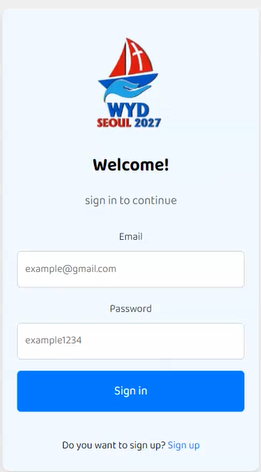 WYD
SEOUL 2027
Welcome!
sign in to continue
Email
example@gmail.com
Password
example1234
Sign in
Do you want to sign up? Sign up